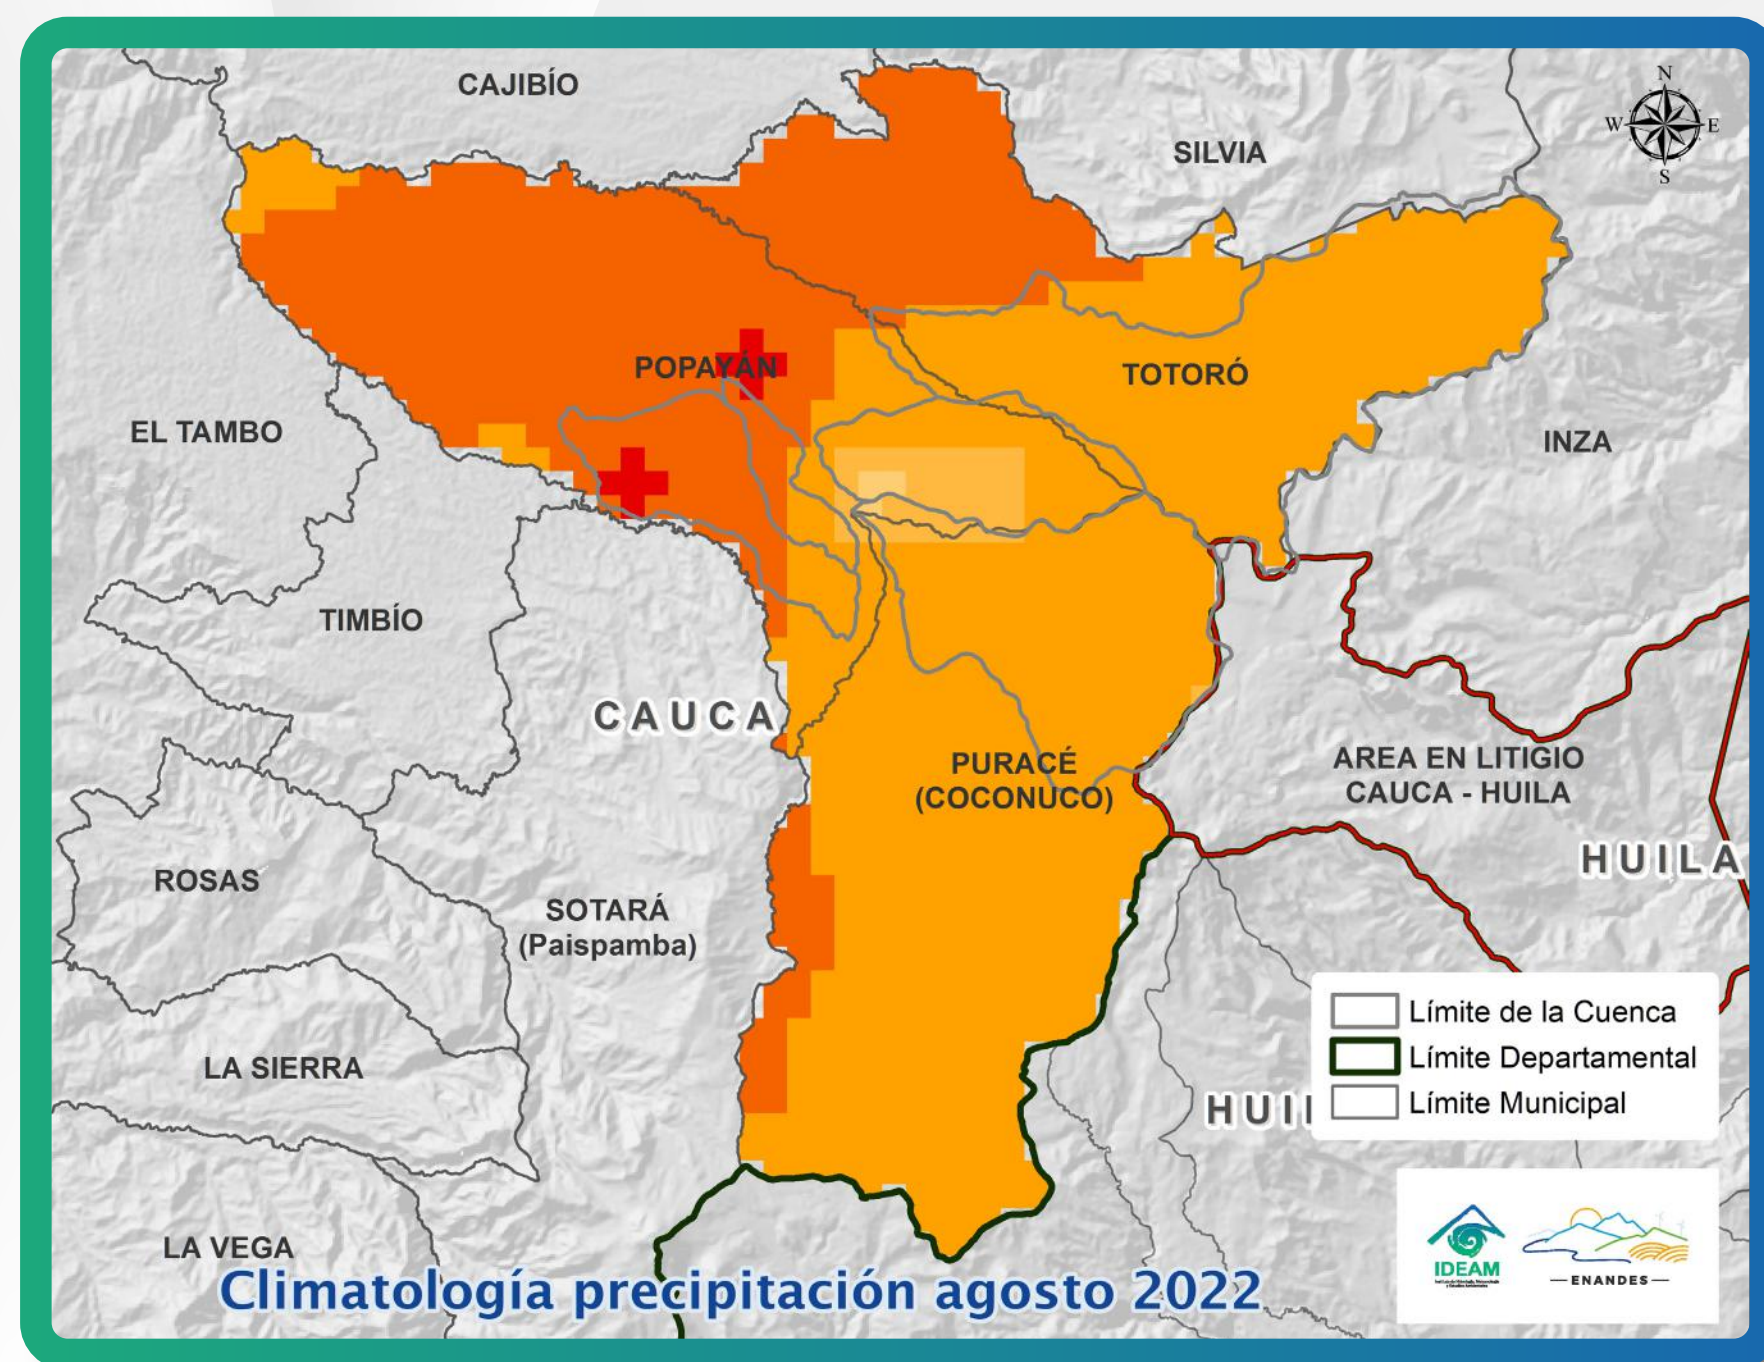 CAJIBÍO
N
W
E
S
SILVIA
POPAYÁN
TOTORÓ
EL TAMBO
INZA
TIMBÍO
CAUCA
PURACÉ
(COCONUCO)
AREA EN LITIGIO
CAUCA - HUILA
HUILA
ROSAS
SOTARÁ
(Paispamba)
Límite de la Cuenca
Límite Departamental
Límite Municipal
LA SIERRA
HUI
LA VEGA
IDEAM
ENANDES
Climatología precipitación agosto 2022